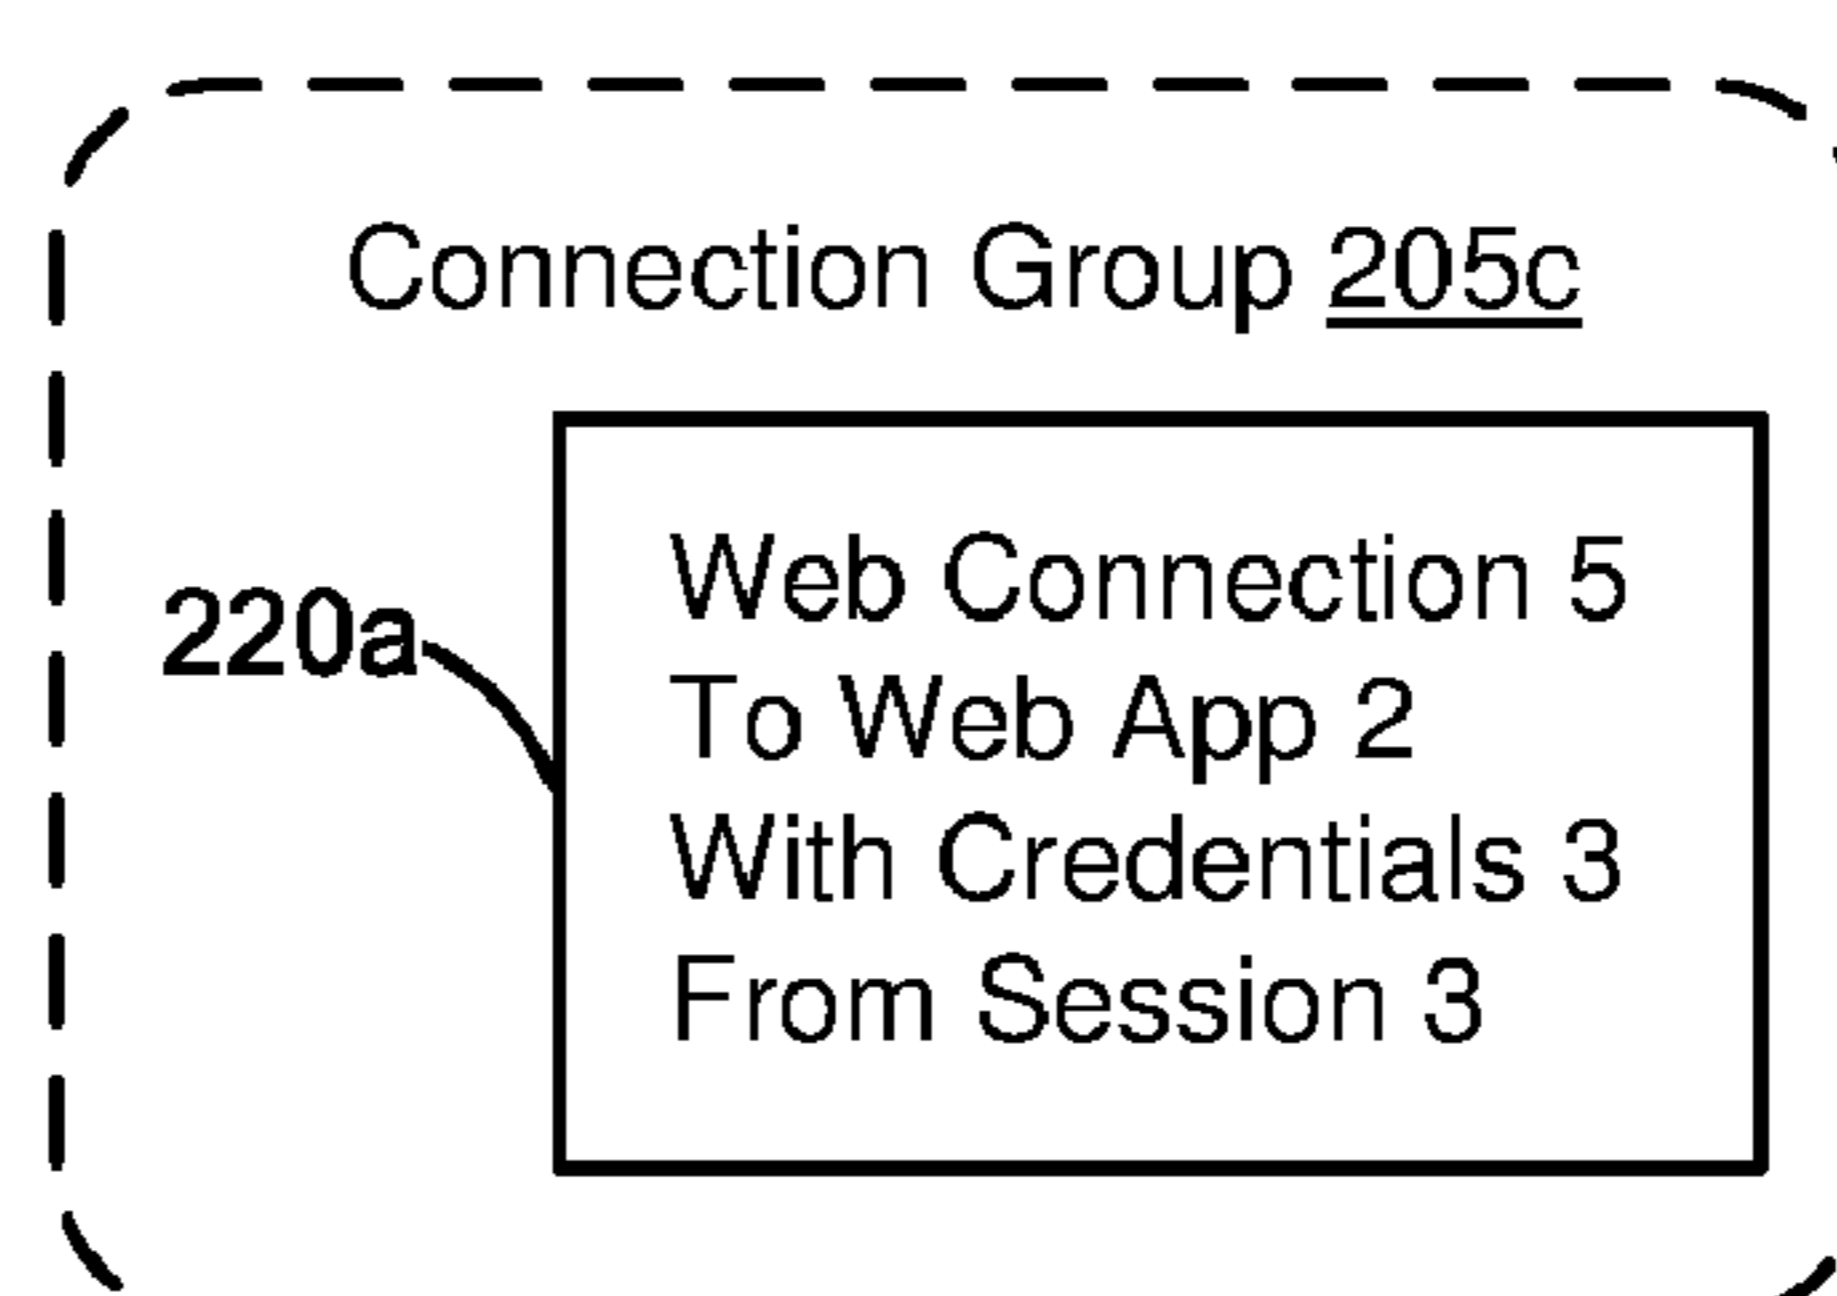 Connection Group 205c
220a
Web Connection 5
To Web App 2
With Credentials 3
From Session 3